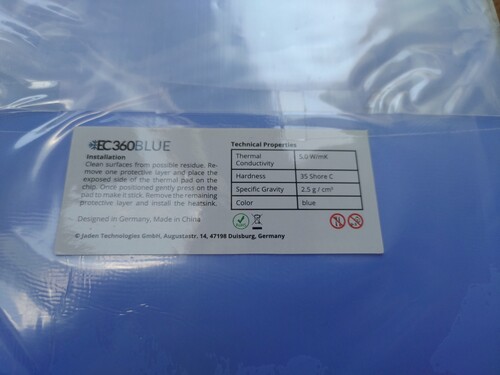 EC360BLUE
Installation
Clean surfaces from possible residue. Re-
move one protective layer and place the
exposed side of the thermal pad on the
chip. Once positioned gently press on the
pad to make it stick. Remove the remaining
protective layer and install the heatsink.
Designed in Germany, Made in China
© Jodan Technologies GmbH, Augustastr. 14, 47198 Duisburg, Germany
Technical Properties
Thermal Conductivity 5.0 W/mK
Hardness 35 Shore C
Specific Gravity 2.5 g / cm³
Color blue